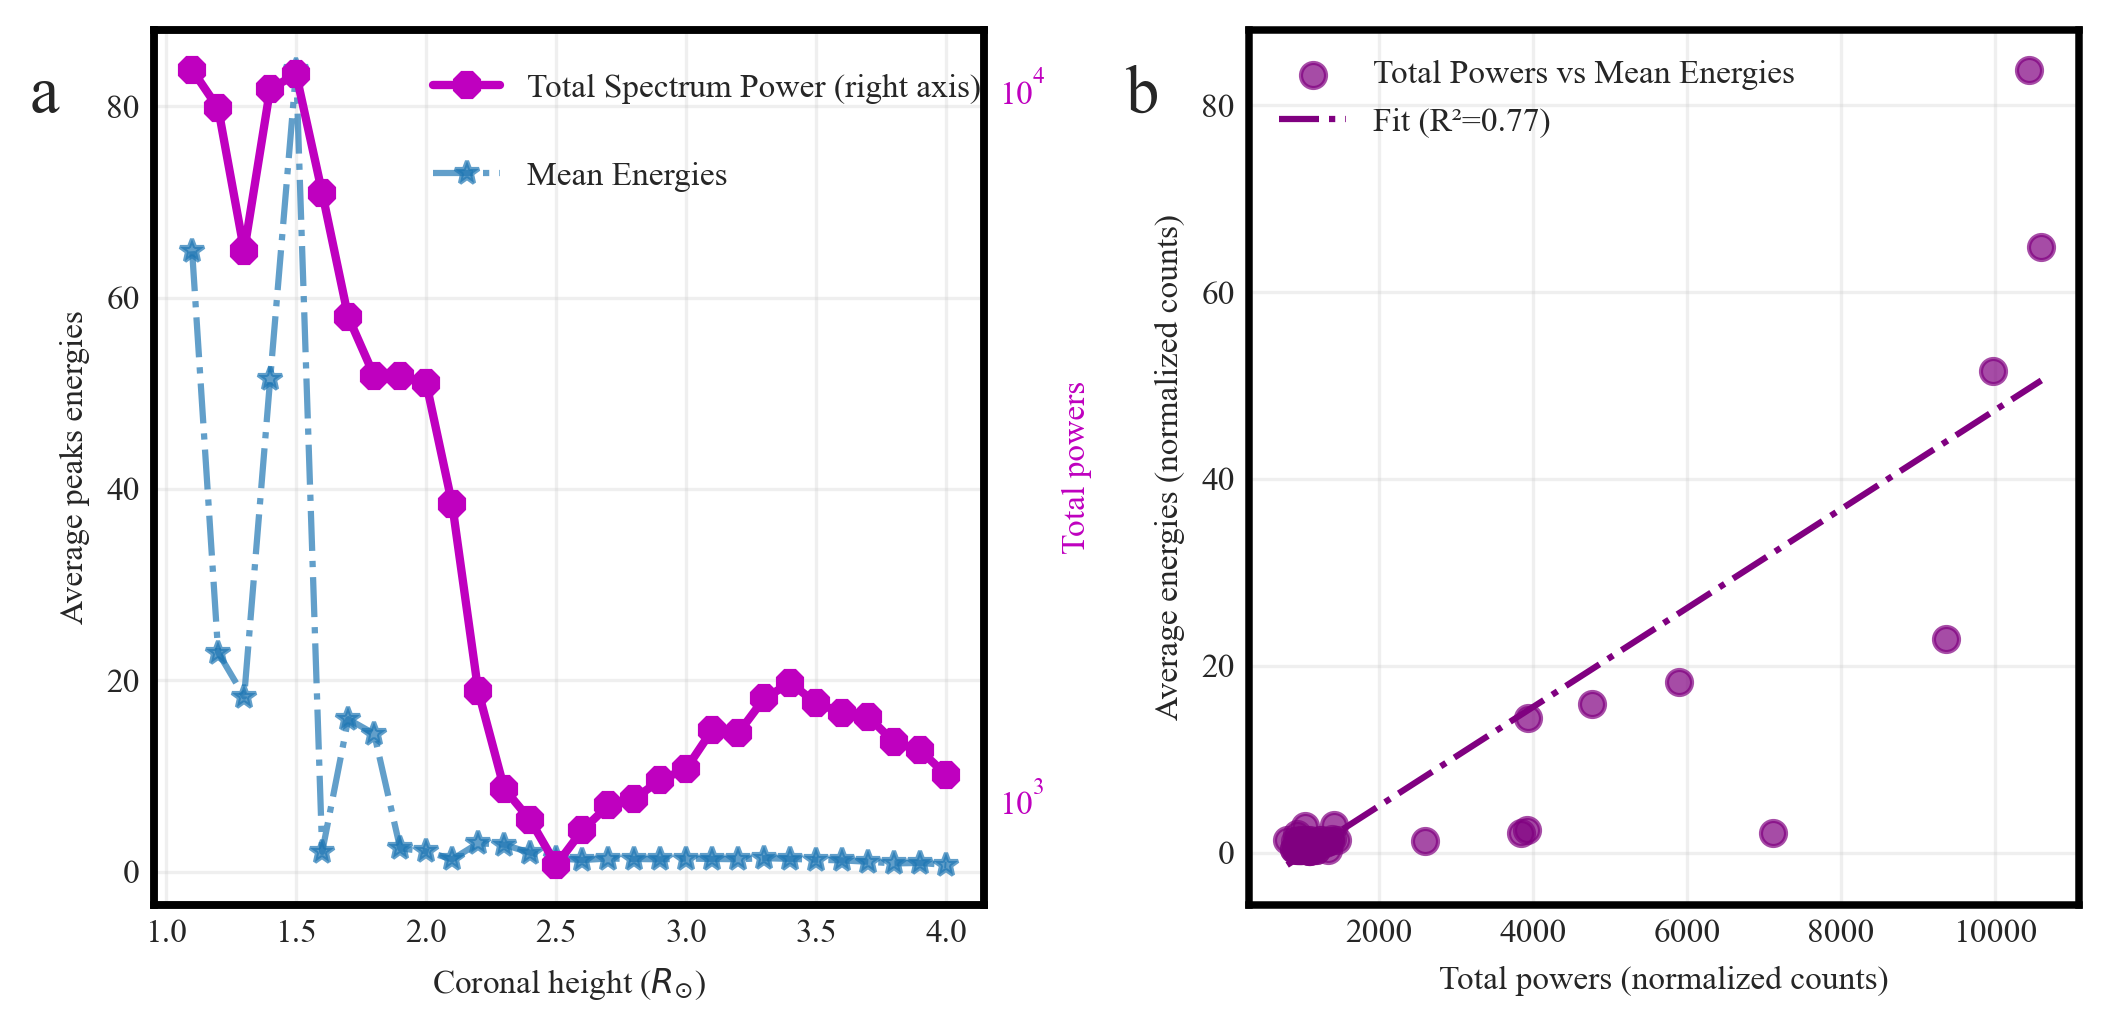 a
Total Spectrum Power (right axis)
Mean Energies
Average peaks energies
80
60
40
20
0
1.0 1.5 2.0 2.5 3.0 3.5 4.0
Coronal height (R⊙)
10⁴
10³
Total powers
b
Total Powers vs Mean Energies
Fit (R²=0.77)
Average energies (normalized counts)
80
60
40
20
0
2000 4000 6000 8000 10000
Total powers (normalized counts)